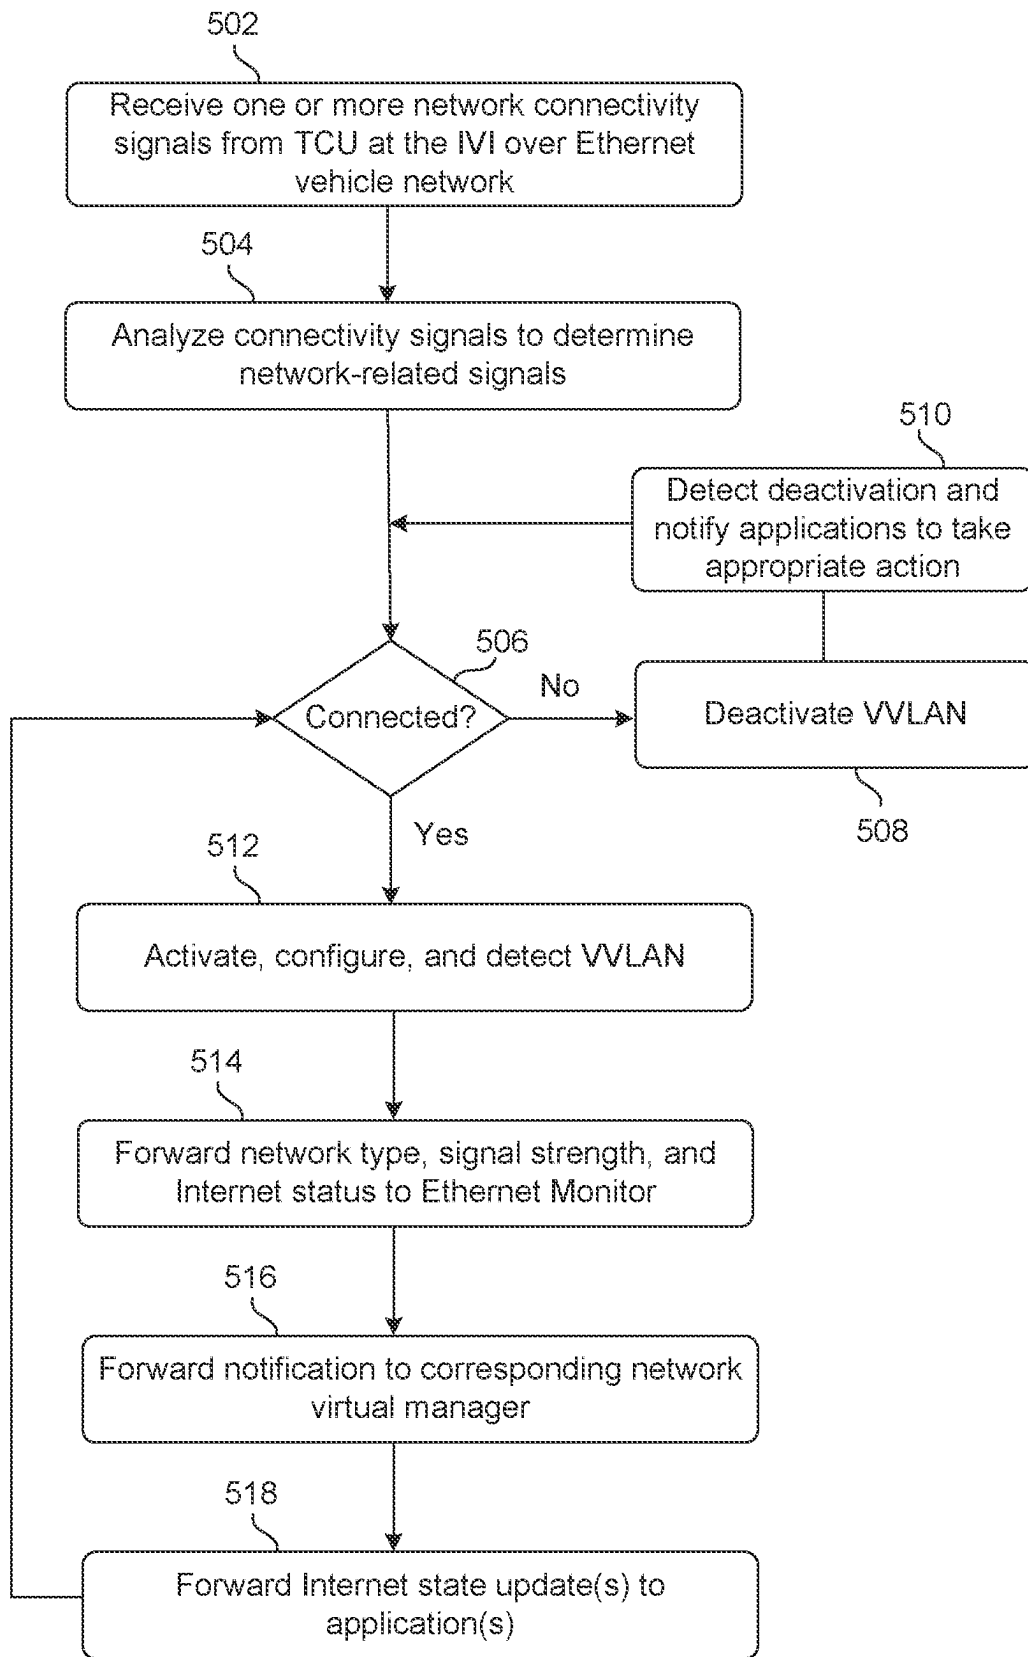 502
Receive one or more network connectivity
signals from TCU at the IVI over Ethernet
vehicle network
504
Analyze connectivity signals to determine
network-related signals
510
Detect deactivation and
notify applications to take
appropriate action
506
Connected?
No
Deactivate VVLAN
508
Yes
512
Activate, configure, and detect VVLAN
514
Forward network type, signal strength, and
Internet status to Ethernet Monitor
516
Forward notification to corresponding network
virtual manager
518
Forward Internet state update(s) to
application(s)